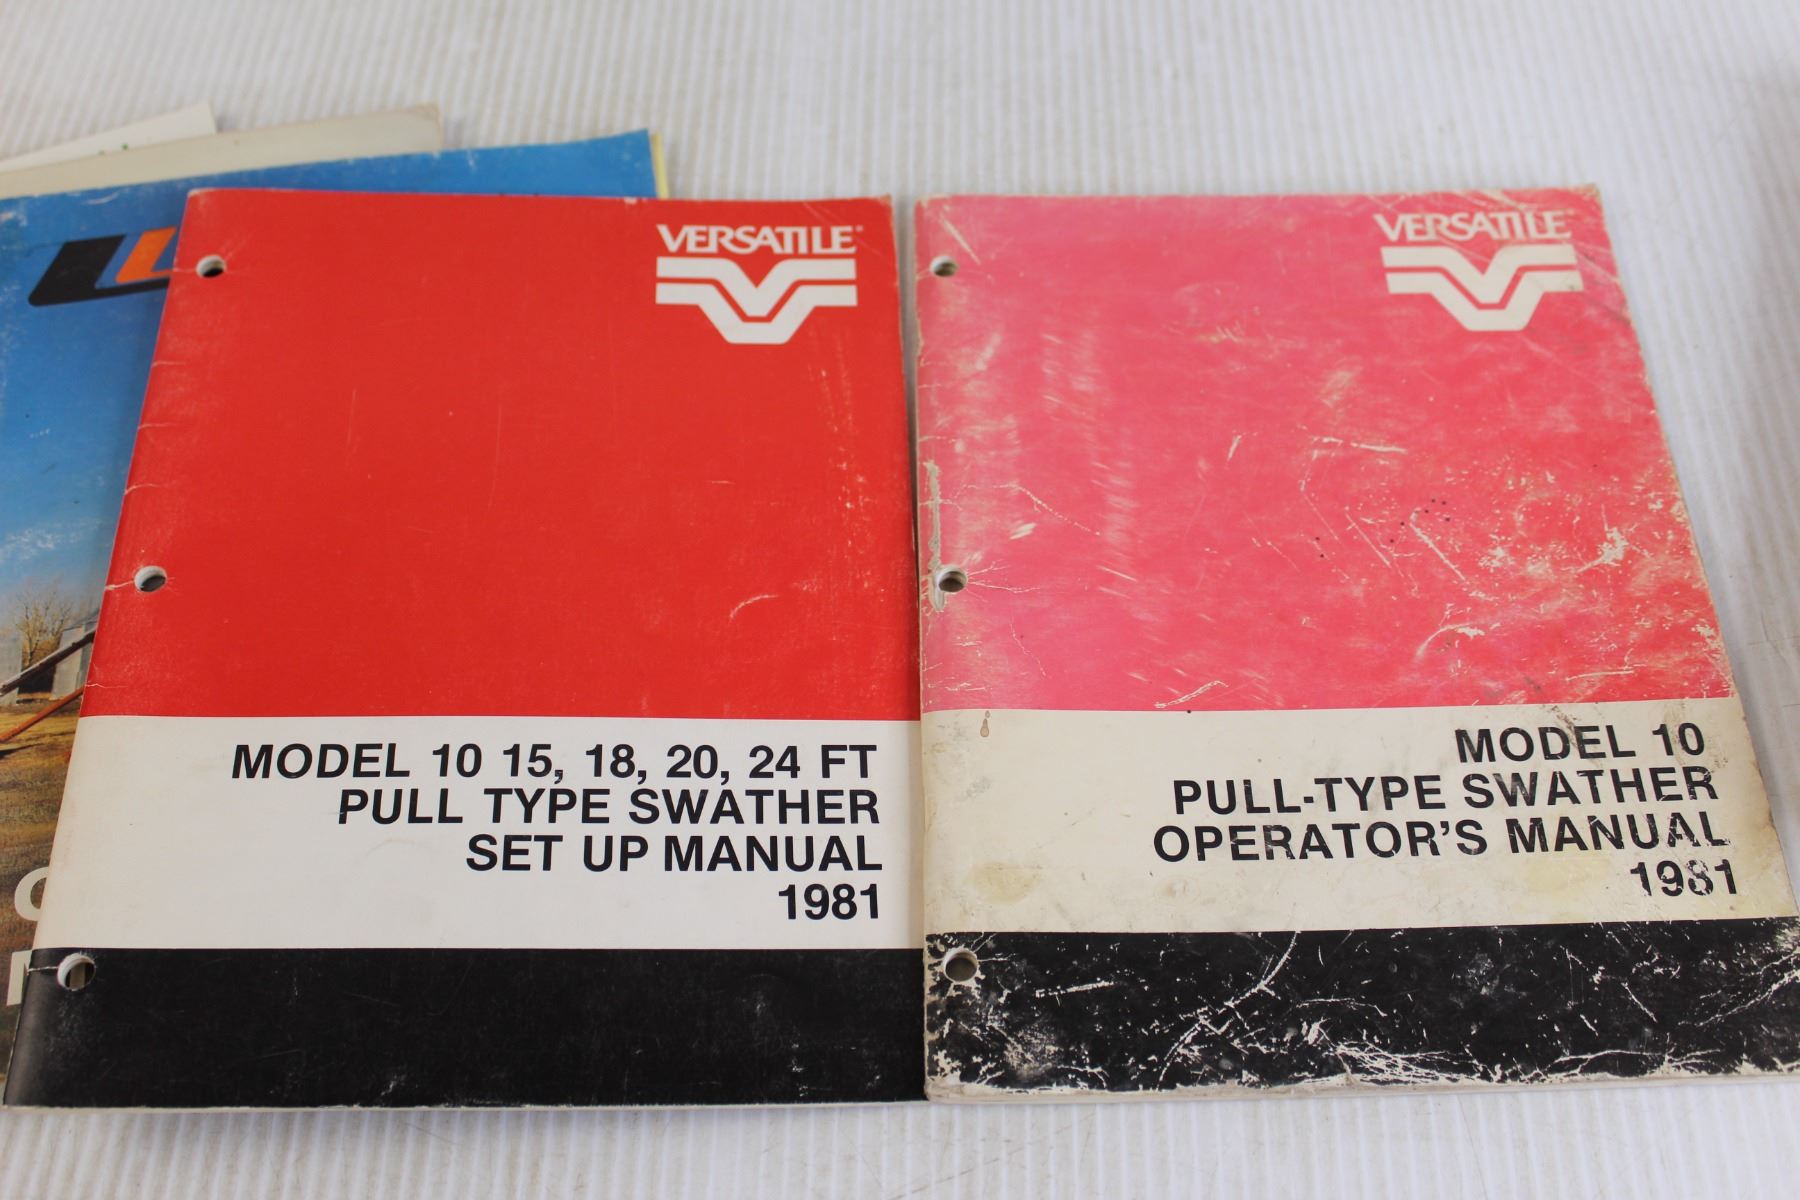 VERSATILE®
MODEL 10 15, 18, 20, 24 FT
PULL TYPE SWATHER
SET UP MANUAL
1981
VERSATILE®
MODEL 10
PULL-TYPE SWATHER
OPERATOR'S MANUAL
1981